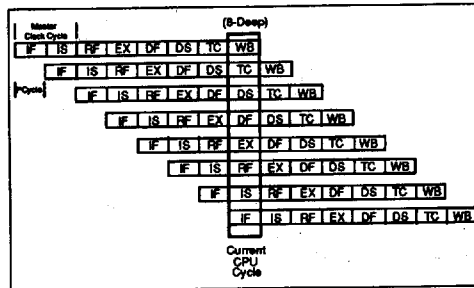 (8-Deep)
Master
Clock Cycle
IF IS RF EX DF DS TC WB
IF IS RF EX DF DS TC WB
PCycle
IF IS RF EX DF DS TC WB
IF IS RF EX DF DS TC WB
IF IS RF EX DF DS TC WB
IF IS RF EX DF DS TC WB
IF IS RF EX DF DS TC WB
IF IS RF EX DF DS TC WB
Current
CPU
Cycle